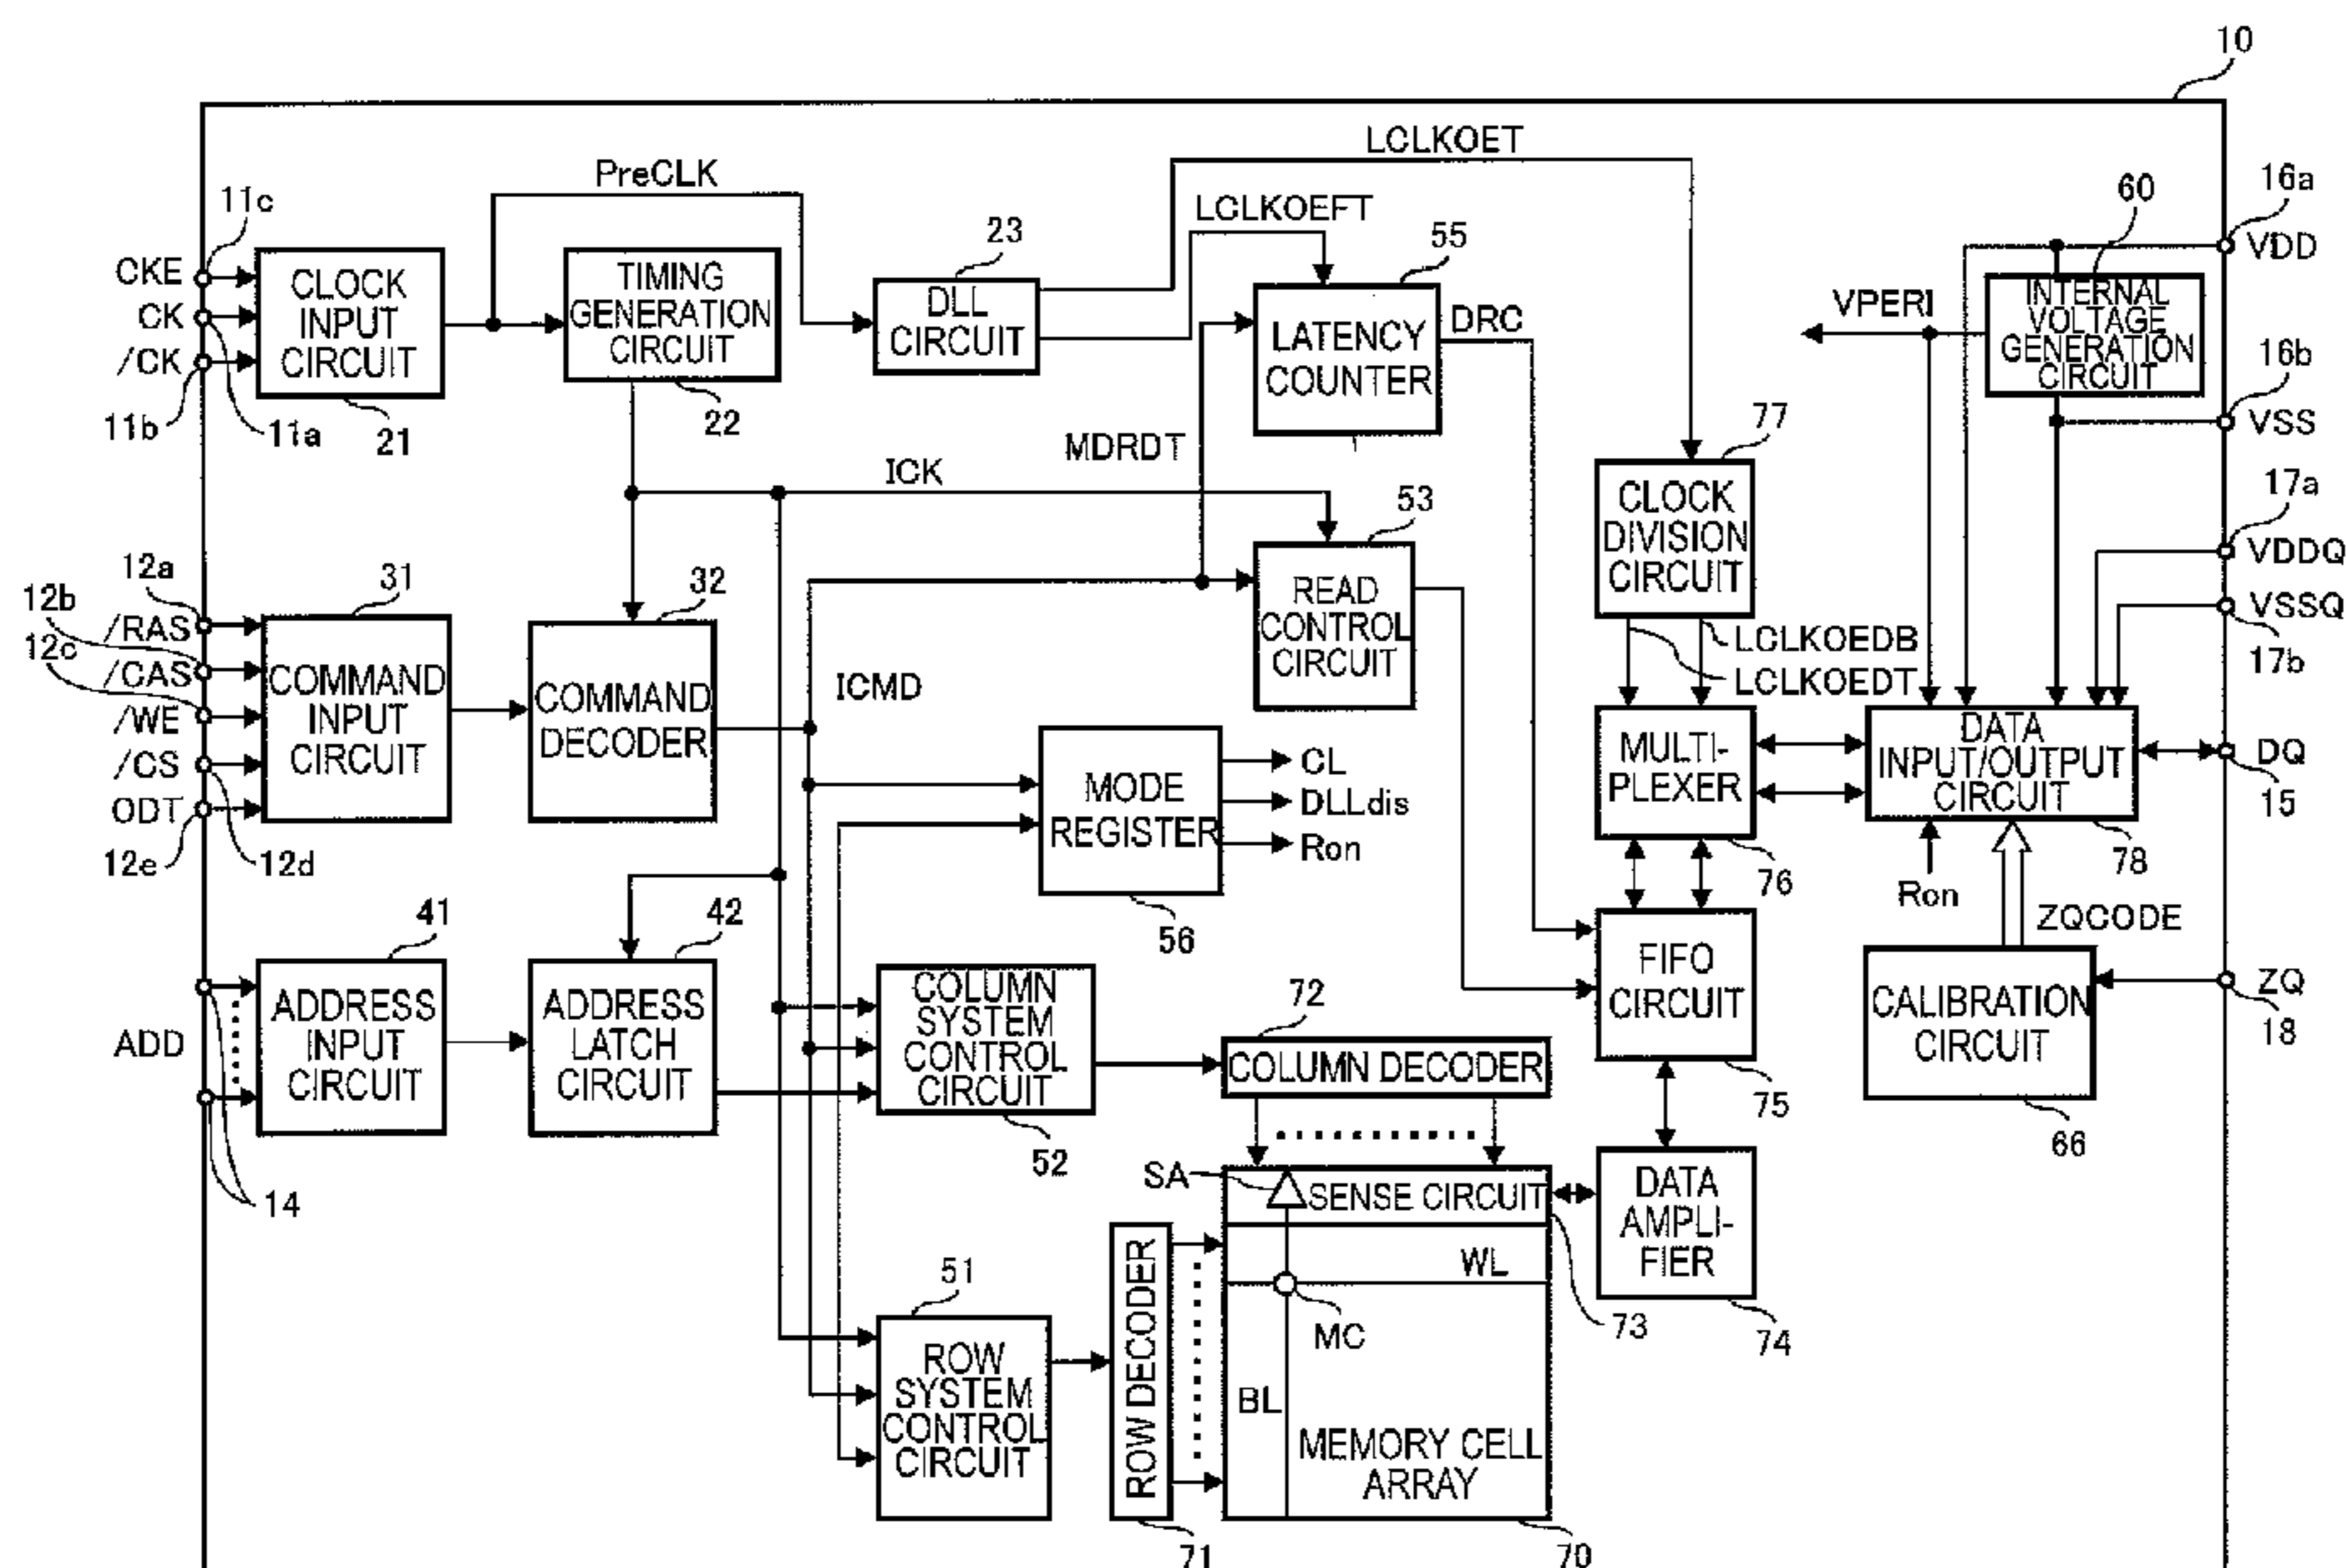 10
LCLKOET
PreCLK
LCLKOEFT
11c
23
55
60
16a
CKE
CK
/CK
CLOCK
INPUT
CIRCUIT
TIMING
GENERATION
CIRCUIT
DLL
CIRCUIT
LATENCY
COUNTER
DRC
VPERI
INTERNAL
VOLTAGE
GENERATION
CIRCUIT
VDD
16b
11b
11a
21
22
MDRDT
77
VSS
ICK
53
17a
CLOCK
DIVISION
CIRCUIT
VDDQ
12a
31
32
12b
12c
READ
CONTROL
CIRCUIT
VSSQ
17b
LCLKOEDB
LCLKOEDT
/RAS
/CAS
/WE
/CS
ODT
COMMAND
INPUT
CIRCUIT
COMMAND
DECODER
ICMD
MODE
REGISTER
CL
DLLdis
Ron
MULTI-
PLEXER
DATA
INPUT/OUTPUT
CIRCUIT
DQ
15
12e
12d
76
78
Ron
56
ZQCODE
41
42
ADD
ADDRESS
INPUT
CIRCUIT
ADDRESS
LATCH
CIRCUIT
COLUMN
SYSTEM
CONTROL
CIRCUIT
72
COLUMN DECODER
FIFO
CIRCUIT
CALIBRATION
CIRCUIT
ZQ
18
75
66
52
14
SA
SENSE CIRCUIT
DATA
AMPLI-
FIER
WL
51
MC
73
74
ROW
SYSTEM
CONTROL
CIRCUIT
ROW DECODER
BL
MEMORY CELL
ARRAY
71
70